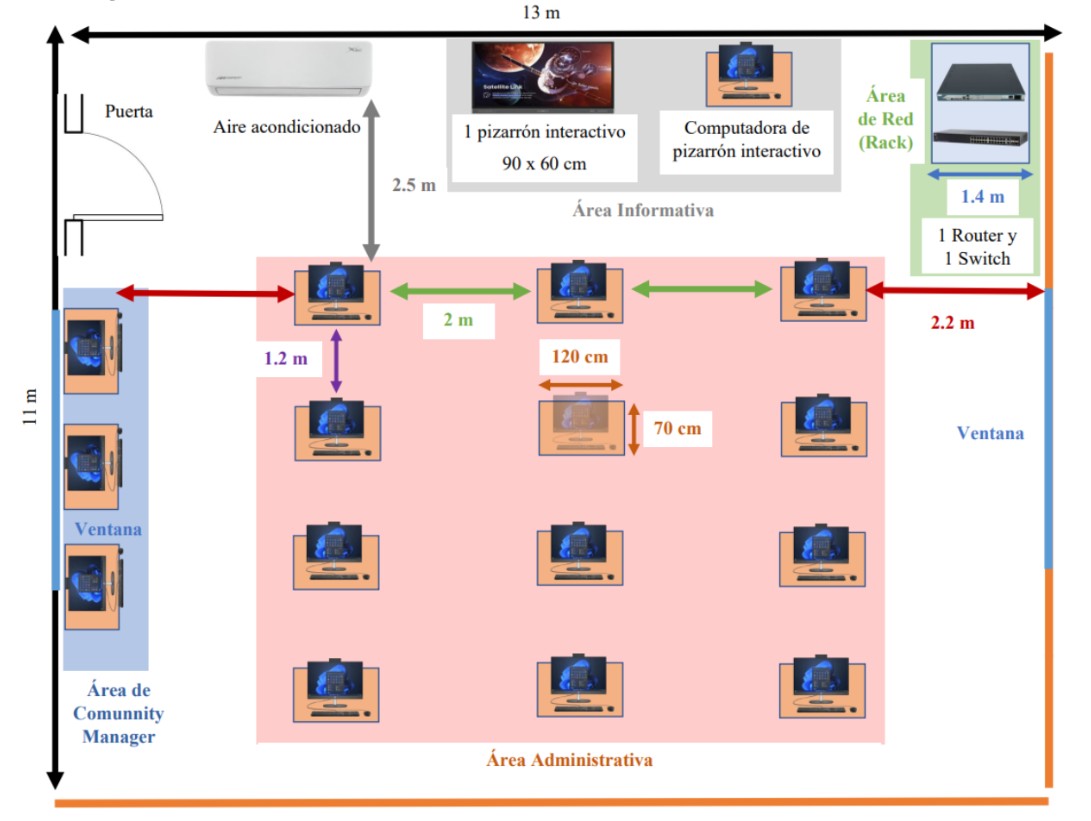 13 m
Puerta
Aire acondicionado
Satellite Link
1 pizarrón interactivo
90 x 60 cm
Computadora de
pizarrón interactivo
Área
de Red
(Rack)
1.4 m
1 Router y
1 Switch
2.5 m
Área Informativa
2 m
2.2 m
1.2 m
120 cm
70 cm
11 m
Ventana
Ventana
Área de
Comunnity
Manager
Área Administrativa